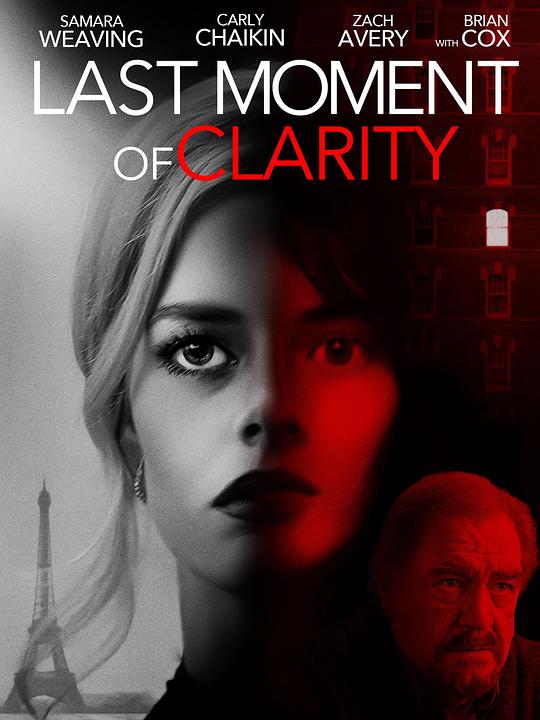 SAMARA WEAVING
CARLY CHAIKIN
ZACH AVERY
WITH BRIAN COX
LAST MOMENT
OF CLARITY